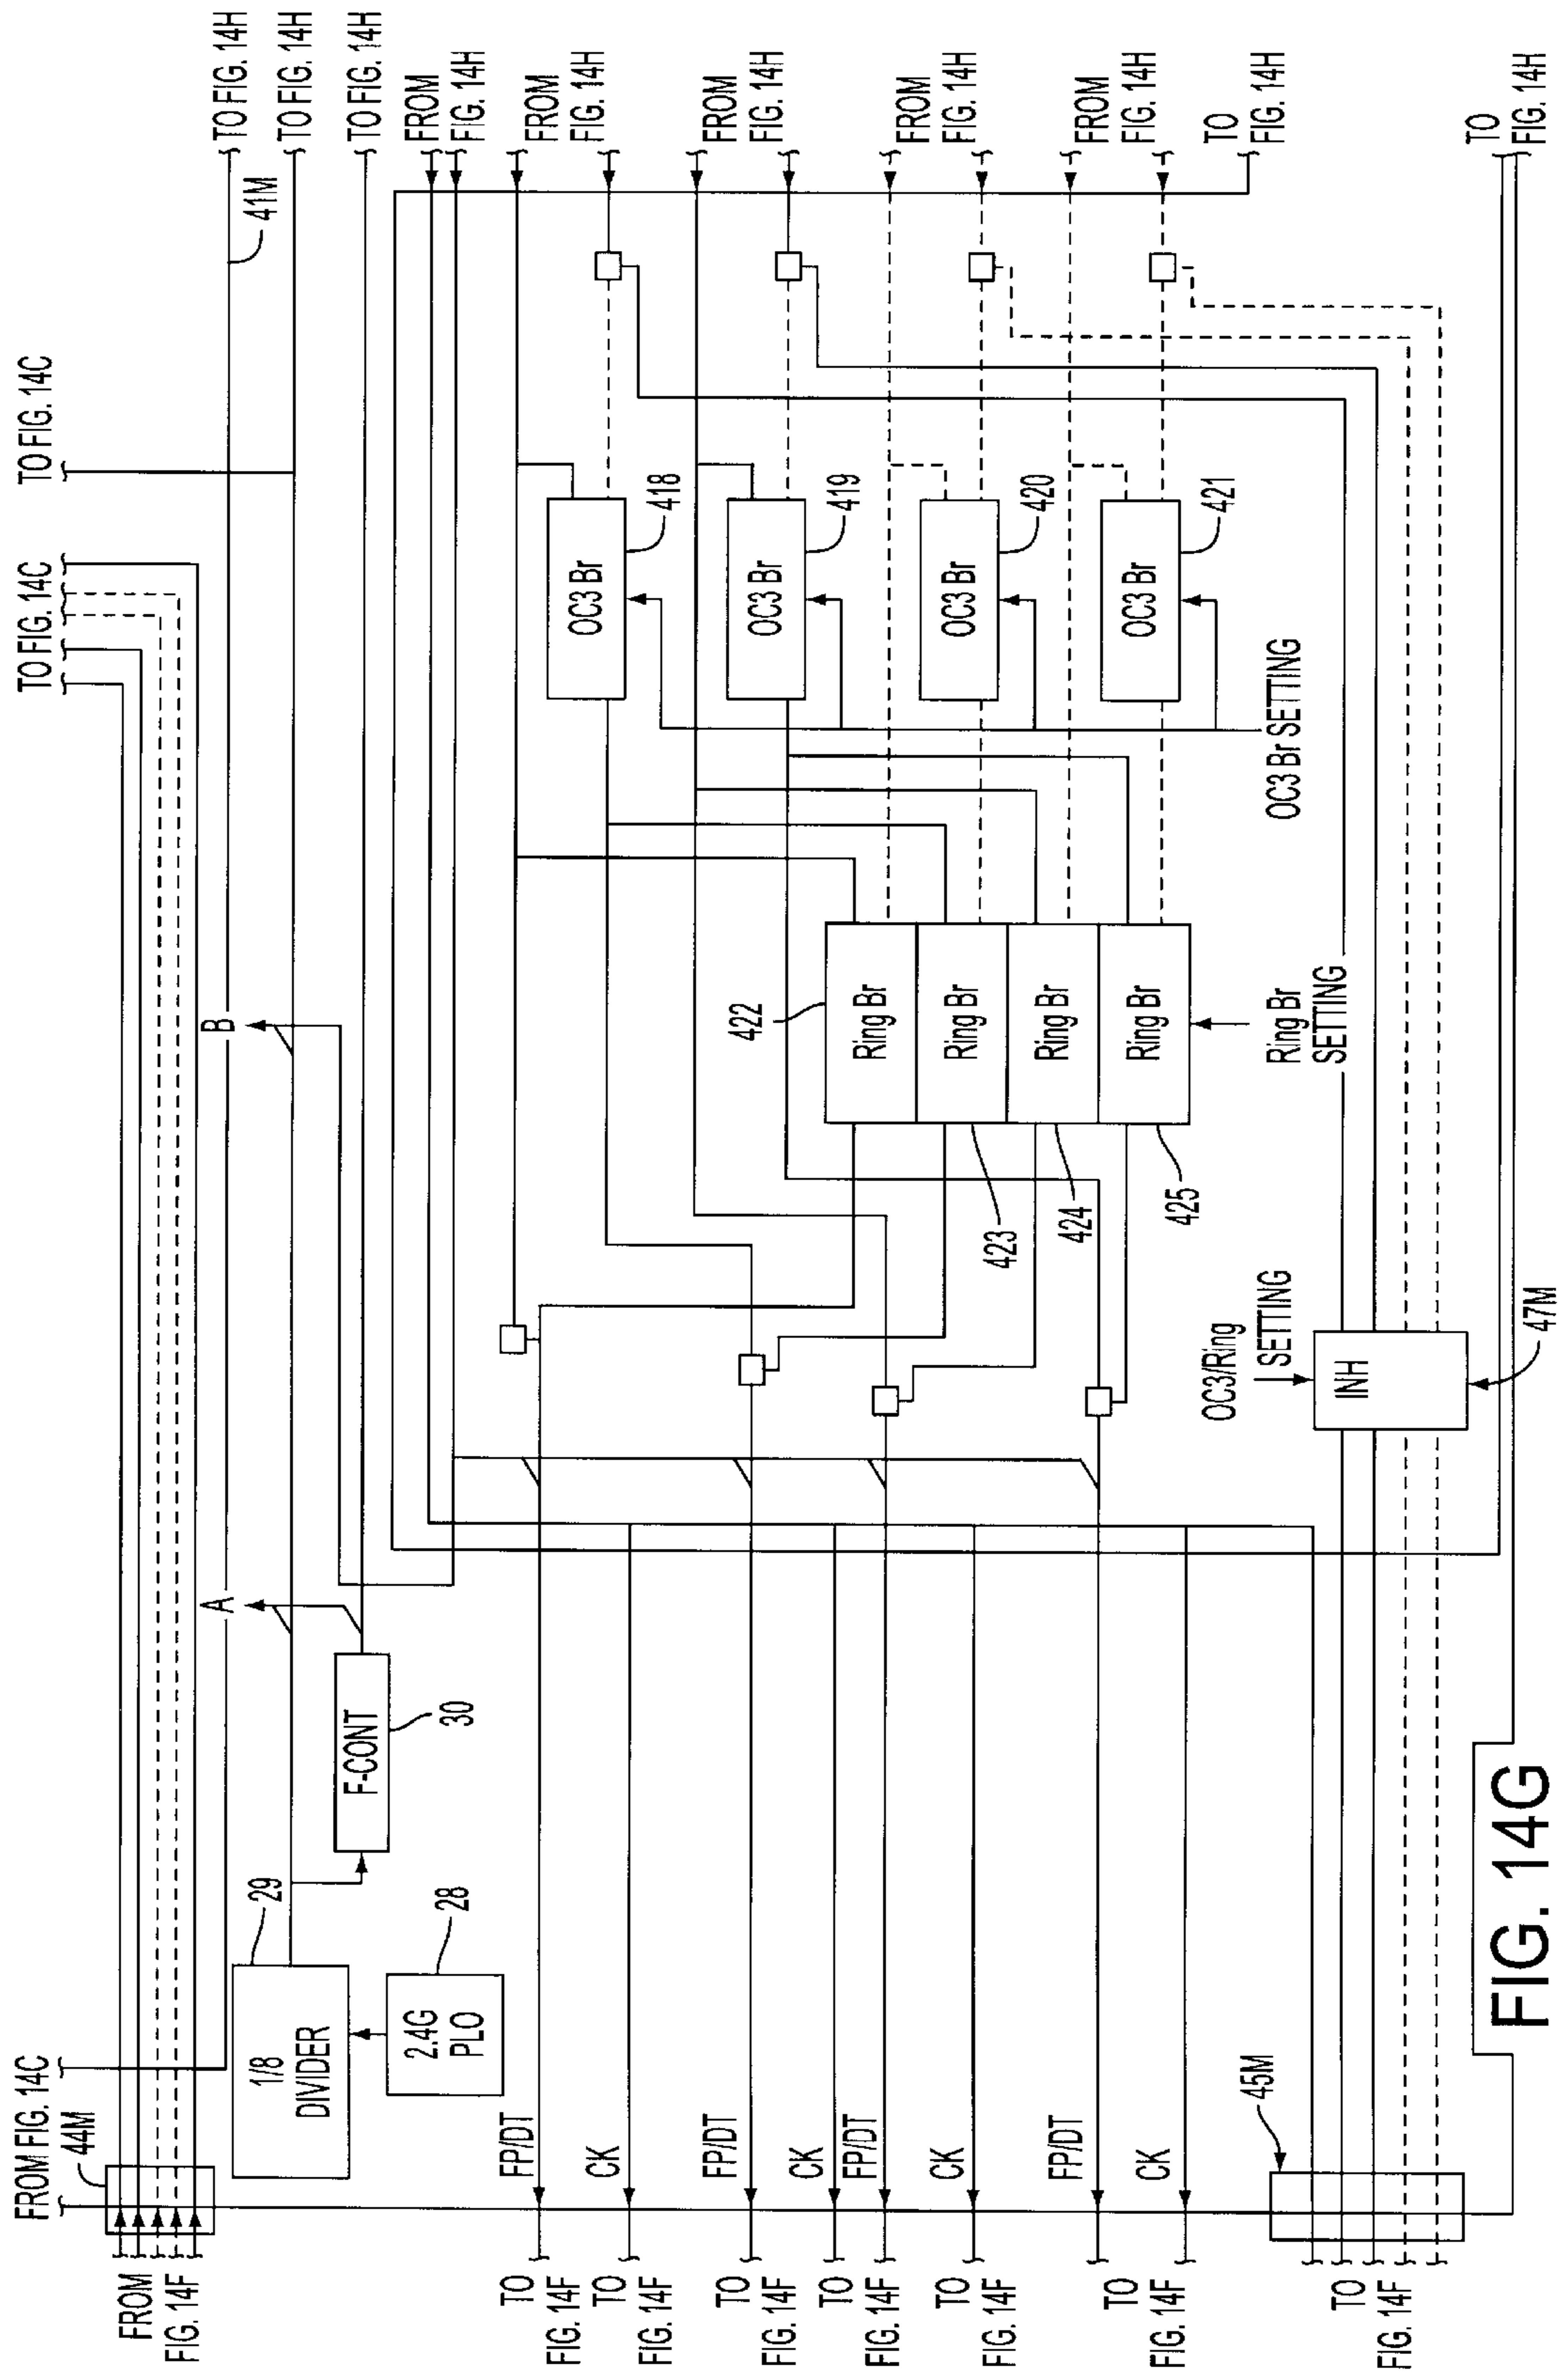 FROM FIG. 14C
44M
TO FIG. 14C
TO FIG. 14C
FROM
FIG. 14F
TO FIG. 14H
TO FIG. 14H
TO FIG. 14H
41M
A
B
1/8
DIVIDER
29
2.4G
PLO
28
F-CONT
30
FROM
FIG. 14H
FROM
FIG. 14H
FROM
FIG. 14H
FROM
FIG. 14H
FROM
FIG. 14H
TO
FIG. 14H
TO
FIG. 14H
FP/DT
TO
FIG. 14F
CK
TO
FIG. 14F
FP/DT
TO
FIG. 14F
CK
TO
FIG. 14F
FP/DT
CK
TO
FIG. 14F
FP/DT
TO
FIG. 14F
CK
OC3 Br
418
OC3 Br
419
OC3 Br
420
OC3 Br
421
OC3 Br SETTING
422
Ring Br
Ring Br
Ring Br
Ring Br
423
424
425
Ring Br
SETTING
OC3/Ring
SETTING
INH
47M
45M
TO
FIG. 14F
FIG. 14G